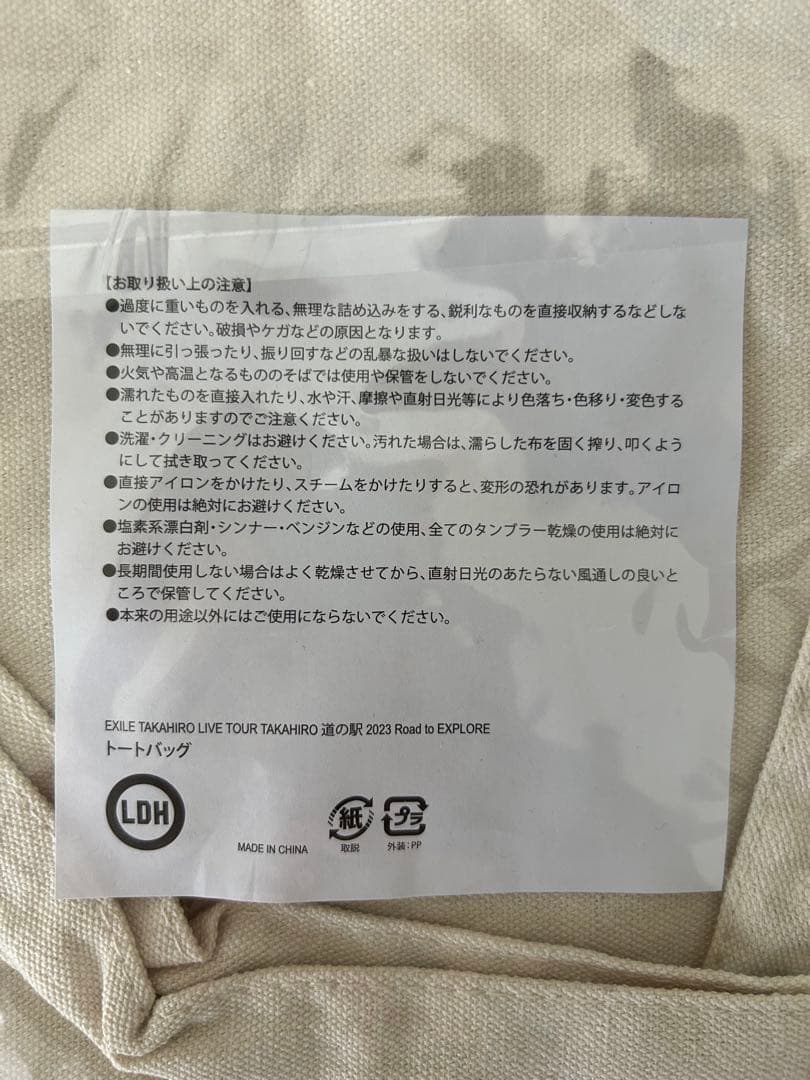 【お取り扱い上の注意】
●過度に重いものを入れる、無理な詰め込みをする、鋭利なものを直接収納するなどしな
いでください。破損やケガなどの原因となります。
●無理に引っ張ったり、振り回すなどの乱暴な扱いはしないでください。
●火気や高温となるもののそばでは使用や保管をしないでください。
●濡れたものを直接入れたり、水や汗、摩擦や直射日光等により色落ち・色移り・変色する
ことがありますのでご注意ください。
●洗濯・クリーニングはお避けください。汚れた場合は、濡らした布を固く搾り、叩くよう
にして拭き取ってください。
●直接アイロンをかけたり、スチームをかけたりすると、変形の恐れがあります。アイロ
ンの使用は絶対にお避けください。
●塩素系漂白剤・シンナー・ベンジンなどの使用、全てのタンブラー乾燥の使用は絶対に
お避けください。
●長期間使用しない場合はよく乾燥させてから、直射日光のあたらない風通しの良いと
ころで保管してください。
●本来の用途以外にはご使用にならないでください。
EXILE TAKAHIRO LIVE TOUR TAKAHIRO 道の駅 2023 Road to EXPLORE
トートバッグ
LDH
MADE IN CHINA
紙
取説
プラ
外装:PP